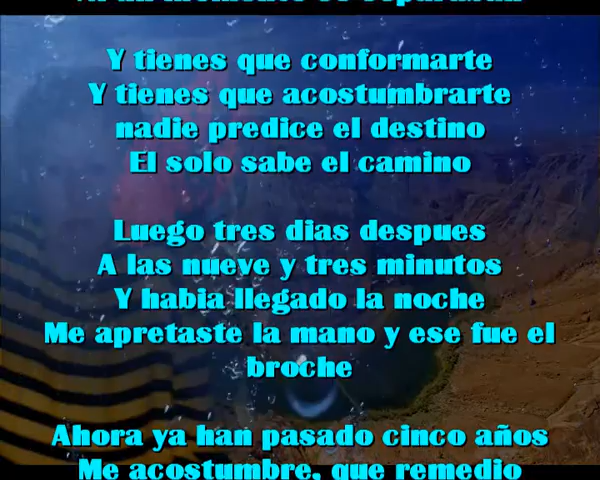 Y tienes que conformarte
Y tienes que acostumbrarte
nadie predice el destino
El solo sabe el camino
Luego tres dias despues
A las nueve y tres minutos
Y habia llegado la noche
Me apretaste la mano y ese fue el
broche
Ahora ya han pasado cinco años
Me acostumbre, que remedio